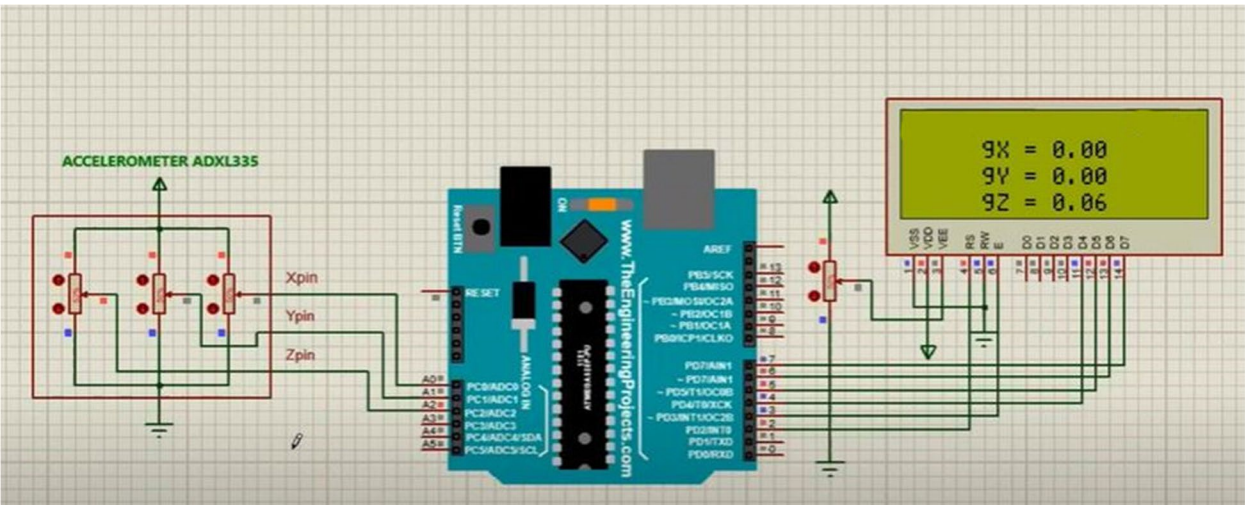 ACCELEROMETER ADXL335
Xpin
Ypin
Zpin
Reset BTN
ON
www.TheEngineeringProjects.com
ANALOG IN
RESET
A0
A1
A2
A3
A4
A5
PC0/ADC0
PC1/ADC1
PC2/ADC2
PC3/ADC3
PC4/ADC4/SDA
PC5/ADC5/SCL
AREF
PB5/SCK
PB4/MISO
~ PB3/MOSI/OC2A
~ PB2/OC1B
~ PB1/OC1A
PB0/ICP1/CLKO
PD7/AIN1
~ PD7/AIN1
~ PD5/T1/OC0B
PD4/T0/XCK
~ PD3/INT1/OC2B
PD2/INT0
PD1/TXD
PD0/RXD
13
12
11
10
9
8
7
6
5
4
3
2
1
0
gX = 0.00
gY = 0.00
gZ = 0.06
VSS
VDD
VEE
RS
RW
E
D0
D1
D2
D3
D4
D5
D6
D7
1
2
3
4
5
6
7
8
9
10
11
12
13
14